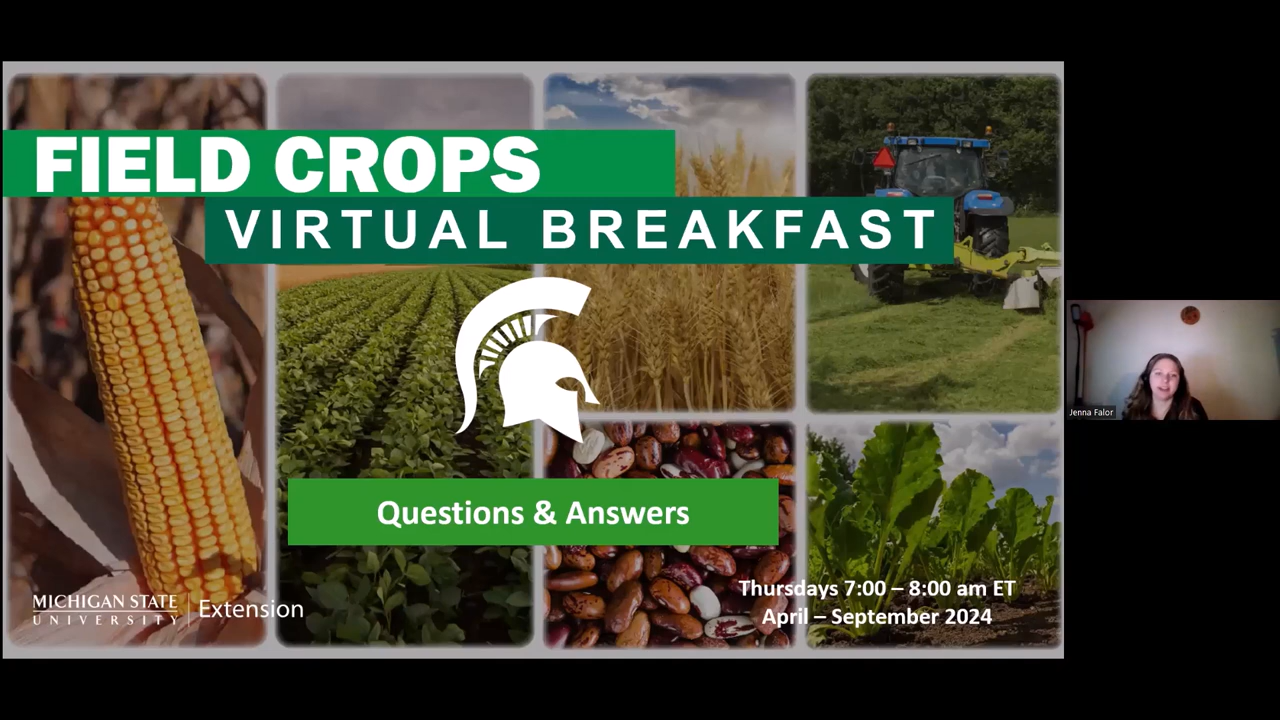 FIELD CROPS
VIRTUAL BREAKFAST
Questions & Answers
Thursdays 7:00 – 8:00 am ET
April – September 2024
MICHIGAN STATE
UNIVERSITY
Extension
Jenna Falor